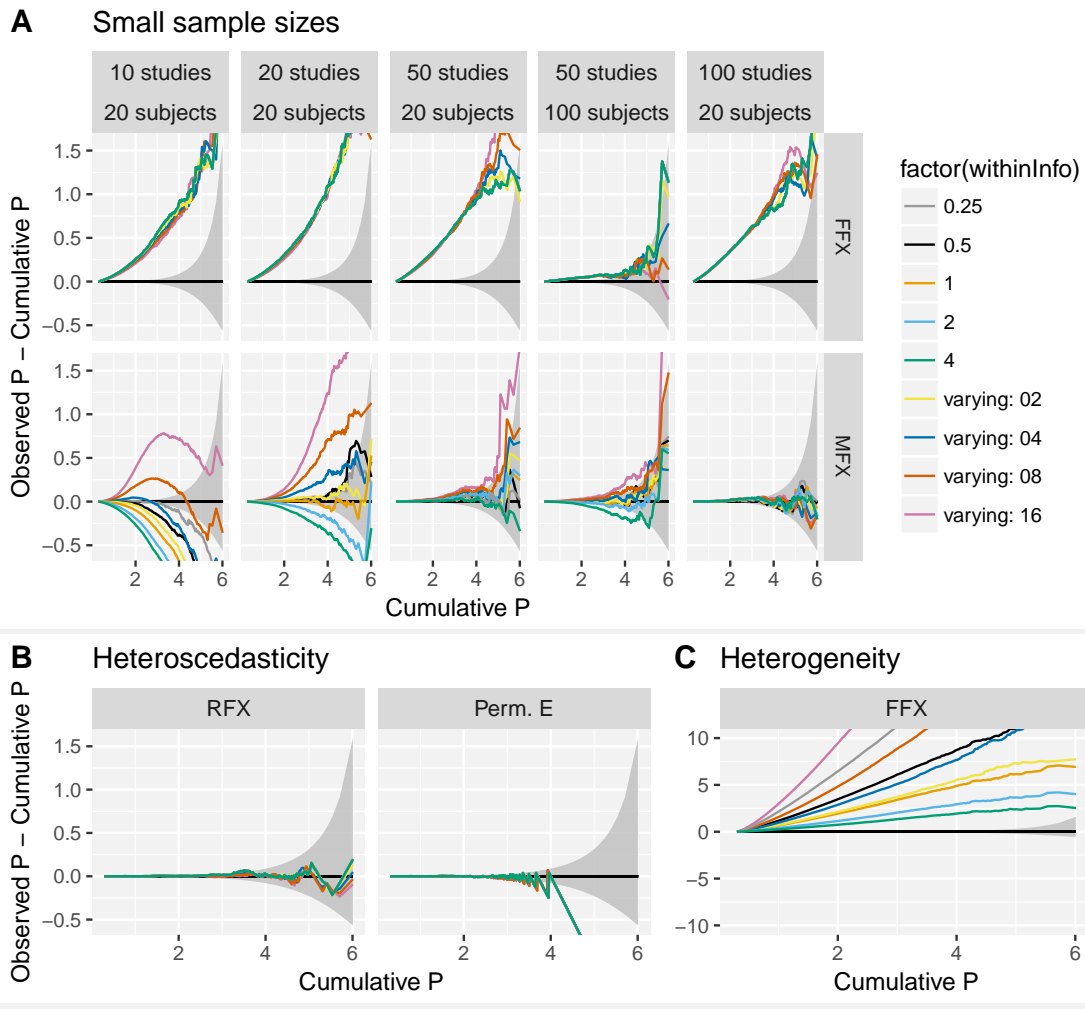 A Small sample sizes
10 studies 20 studies 50 studies 50 studies 100 studies
20 subjects 20 subjects 20 subjects 100 subjects 20 subjects
Observed P − Cumulative P
1.5
1.0
0.5
0.0
−0.5
FFX
1.5
1.0
0.5
0.0
−0.5
MFX
2 4 6 2 4 6 2 4 6 2 4 6 2 4 6
Cumulative P
factor(withinInfo)
0.25
0.5
1
2
4
varying: 02
varying: 04
varying: 08
varying: 16
B Heteroscedasticity
Observed P − Cumulative P
RFX Perm. E
1.5
1.0
0.5
0.0
−0.5
2 4 6 2 4 6
Cumulative P
C Heterogeneity
FFX
10
5
0
−5
−10
2 4 6
Cumulative P